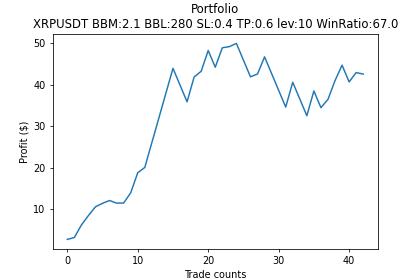 Portfolio
XRPUSDT BBM:2.1 BBL:280 SL:0.4 TP:0.6 lev:10 WinRatio:67.0
50
40
30
20
10
Profit ($)
0
10
20
30
40
Trade counts